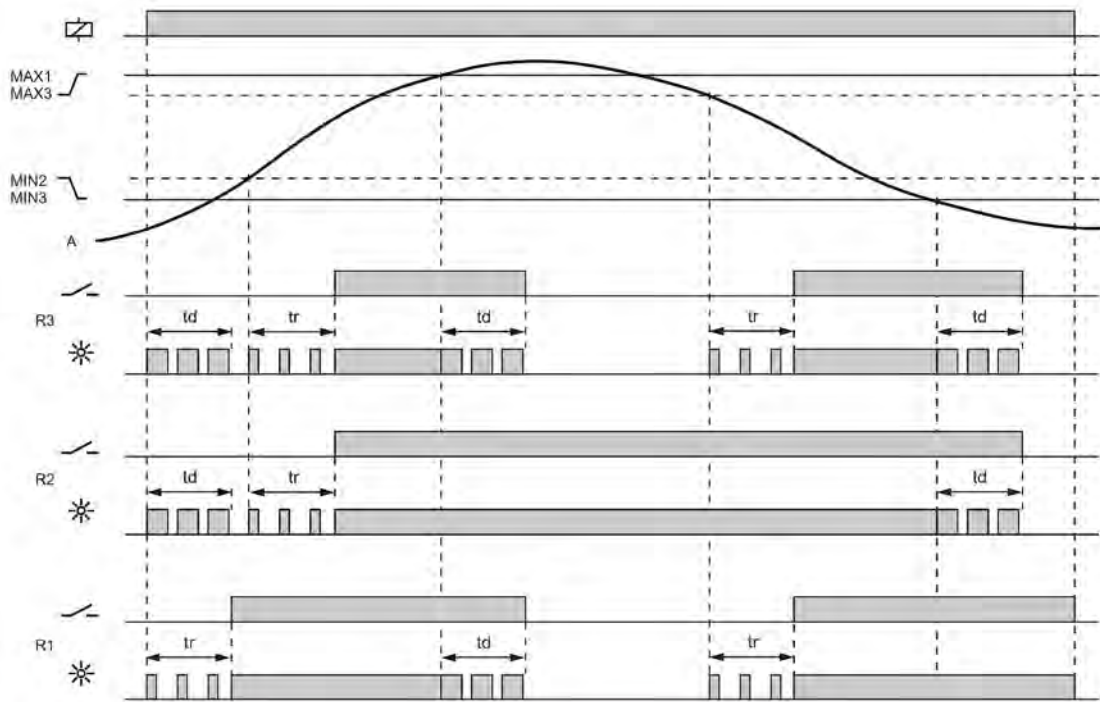 MAX1
MAX3
MIN2
MIN3
A
R3
td tr td tr td
R2
td tr td
R1
tr td tr